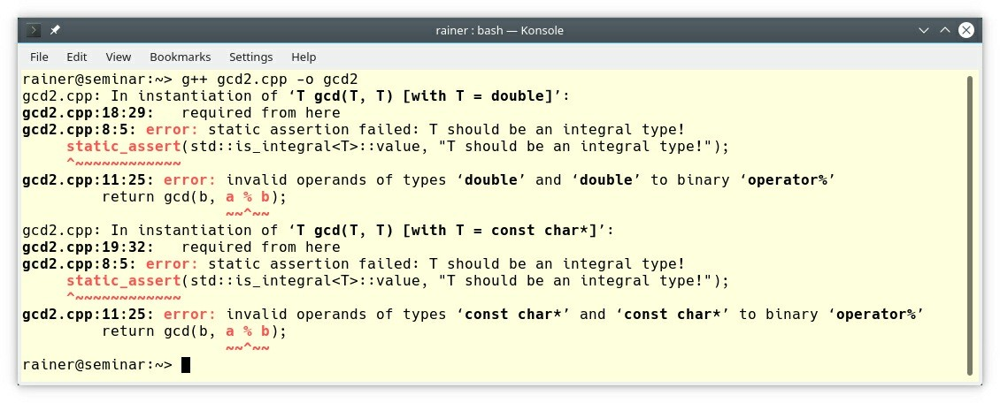 rainer : bash — Konsole
File Edit View Bookmarks Settings Help
rainer@seminar:~> g++ gcd2.cpp -o gcd2
gcd2.cpp: In instantiation of ‘T gcd(T, T) [with T = double]’:
gcd2.cpp:18:29:   required from here
gcd2.cpp:8:5: error: static assertion failed: T should be an integral type!
     static_assert(std::is_integral<T>::value, "T should be an integral type!");
     ^~~~~~~~~~~~~
gcd2.cpp:11:25: error: invalid operands of types ‘double’ and ‘double’ to binary ‘operator%’
         return gcd(b, a % b);
                       ~~^~~
gcd2.cpp: In instantiation of ‘T gcd(T, T) [with T = const char*]’:
gcd2.cpp:19:32:   required from here
gcd2.cpp:8:5: error: static assertion failed: T should be an integral type!
     static_assert(std::is_integral<T>::value, "T should be an integral type!");
     ^~~~~~~~~~~~~
gcd2.cpp:11:25: error: invalid operands of types ‘const char*’ and ‘const char*’ to binary ‘operator%’
         return gcd(b, a % b);
                       ~~^~~
rainer@seminar:~>